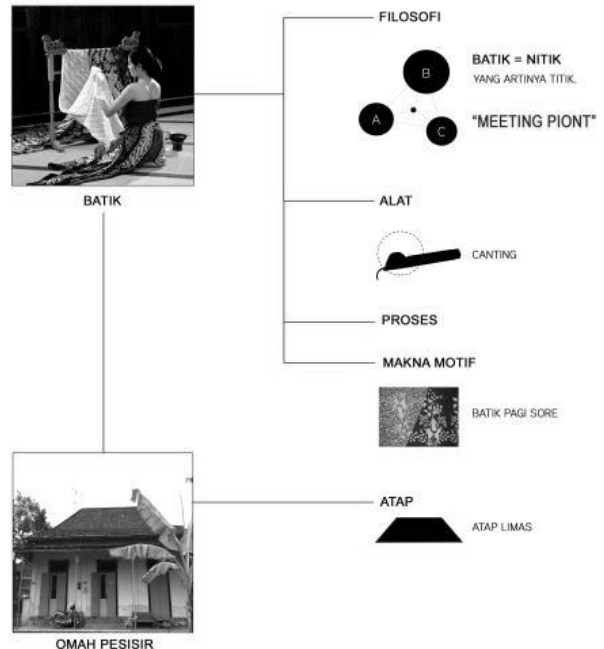 FILOSOFI
B
A
C
BATIK = NITIK
YANG ARTINYA TITIK.
“MEETING PIONT”
BATIK
ALAT
CANTING
PROSES
MAKNA MOTIF
BATIK PAGI SORE
ATAP
ATAP LIMAS
OMAH PESISIR